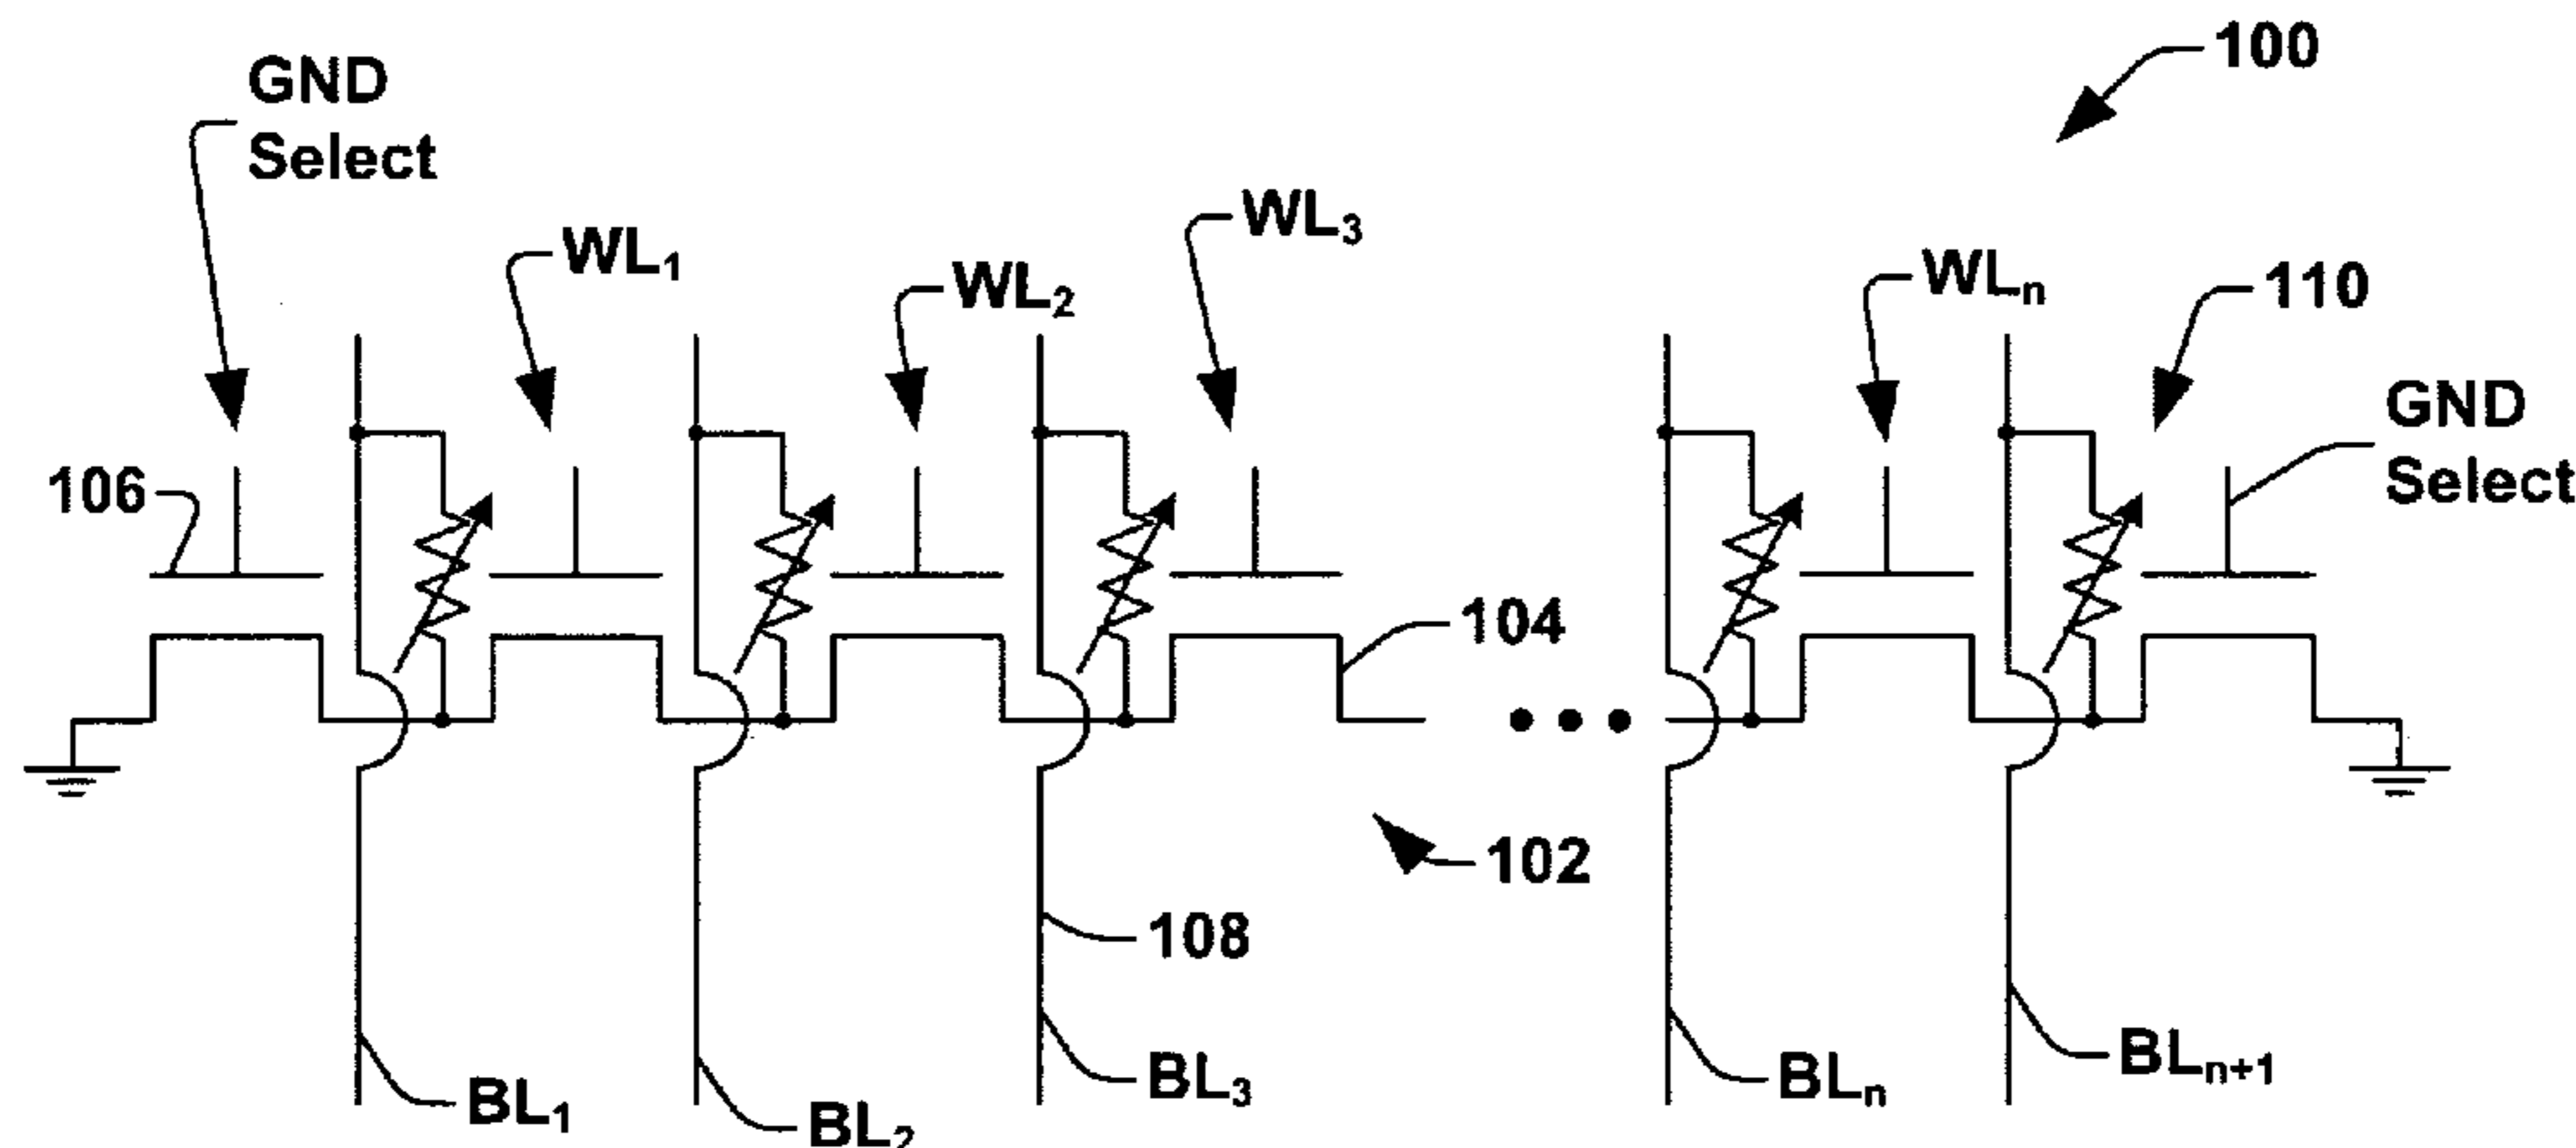 100
GND
Select
WL₃
WL₁
WL₂
WLₙ
110
GND
Select
106
104
102
108
BL₁
BL₂
BL₃
BLₙ
BLₙ₊₁